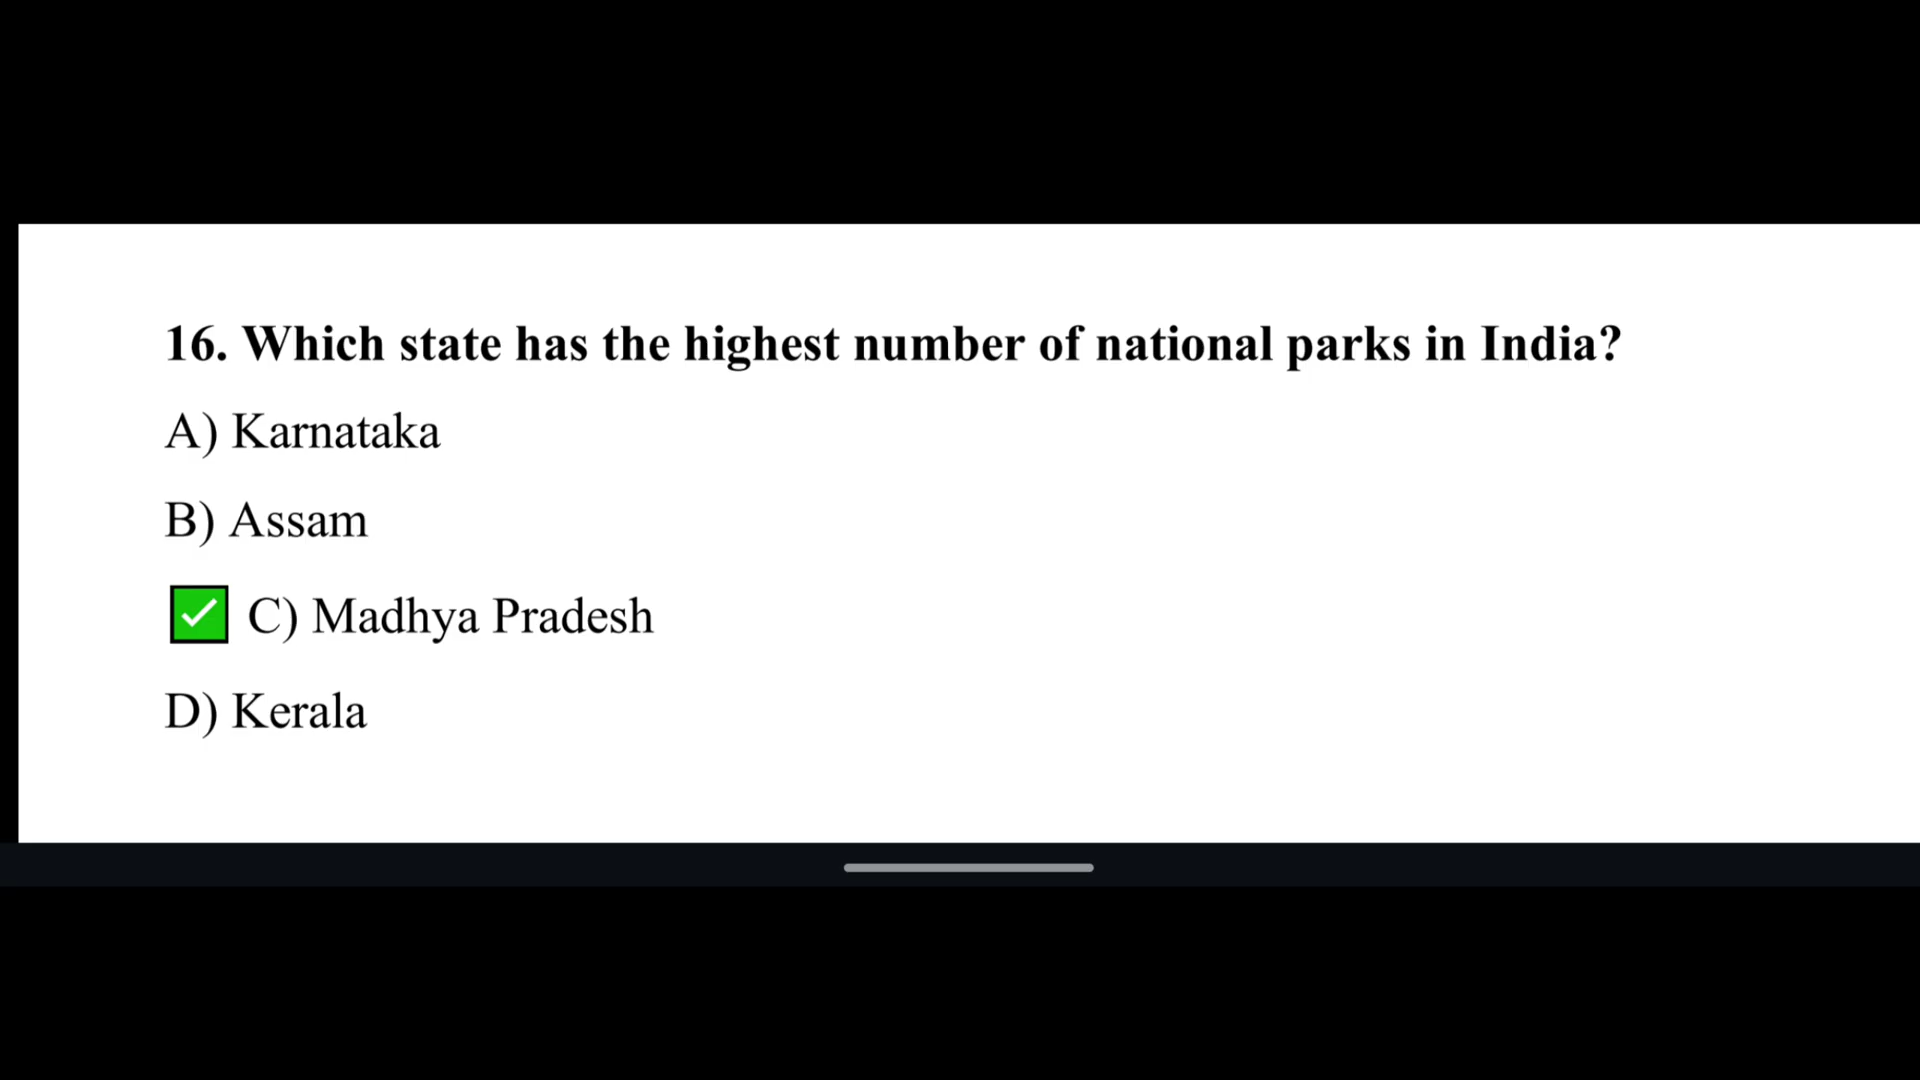 16. Which state has the highest number of national parks in India?
A) Karnataka
B) Assam
C) Madhya Pradesh
D) Kerala